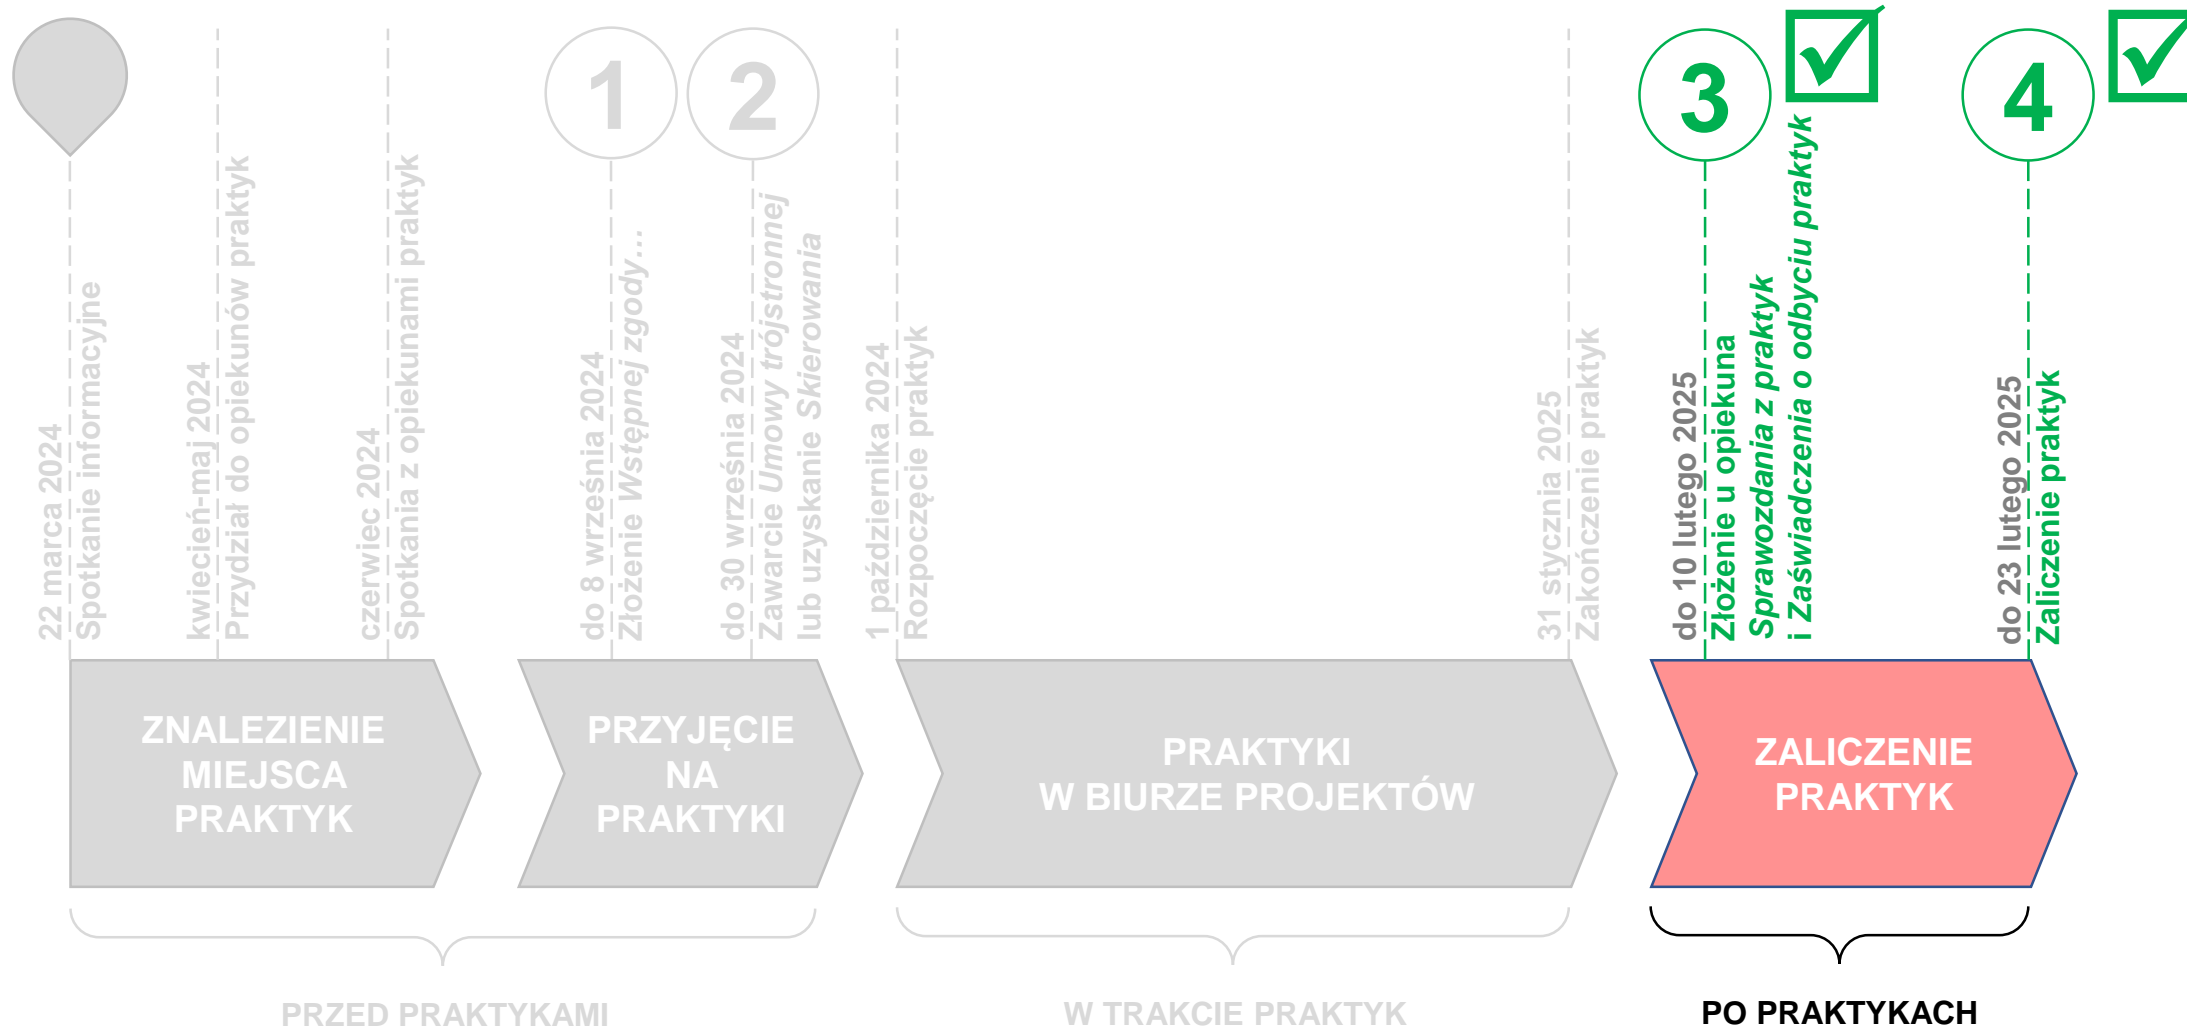 1
2
3
4
22 marca 2024
Spotkanie informacyjne
kwiecień-maj 2024
Przydział do opiekunów praktyk
czerwiec 2024
Spotkania z opiekunami praktyk
do 8 września 2024
Złożenie Wstępnej zgody…
do 30 września 2024
Zawarcie Umowy trójstronnej
lub uzyskanie Skierowania
1 października 2024
Rozpoczęcie praktyk
31 stycznia 2025
Zakończenie praktyk
do 10 lutego 2025
Złożenie u opiekuna
Sprawozdania z praktyk
i Zaświadczenia o odbyciu praktyk
do 23 lutego 2025
Zaliczenie praktyk
ZNALEZIENIE
MIEJSCA
PRAKTYK
PRZYJĘCIE
NA
PRAKTYKI
PRAKTYKI
W BIURZE PROJEKTÓW
ZALICZENIE
PRAKTYK
PRZED PRAKTYKAMI
W TRAKCIE PRAKTYK
PO PRAKTYKACH